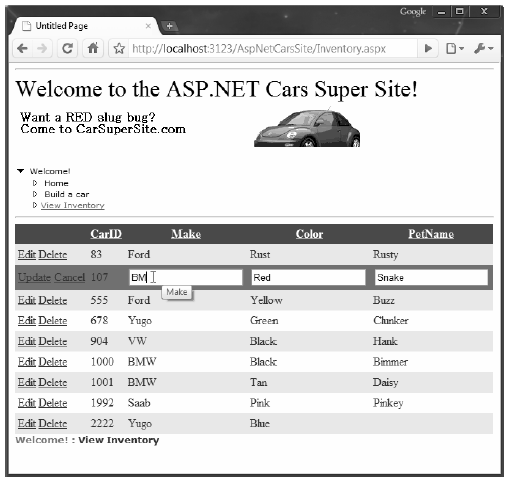 Google
Untitled Page
http://localhost:3123/AspNetCarsSite/Inventory.aspx
Welcome to the ASP.NET Cars Super Site!
Want a RED slug bug?
Come to CarSuperSite.com
Welcome!
Home
Build a car
View Inventory
CarID Make Color PetName
Edit Delete 83 Ford Rust Rusty
Update Cancel 107 BM Red Snake
Make
Edit Delete 555 Ford Yellow Buzz
Edit Delete 678 Yugo Green Clunker
Edit Delete 904 VW Black Hank
Edit Delete 1000 BMW Black Bimmer
Edit Delete 1001 BMW Tan Daisy
Edit Delete 1992 Saab Pink Pinkey
Edit Delete 2222 Yugo Blue
Welcome! : View Inventory